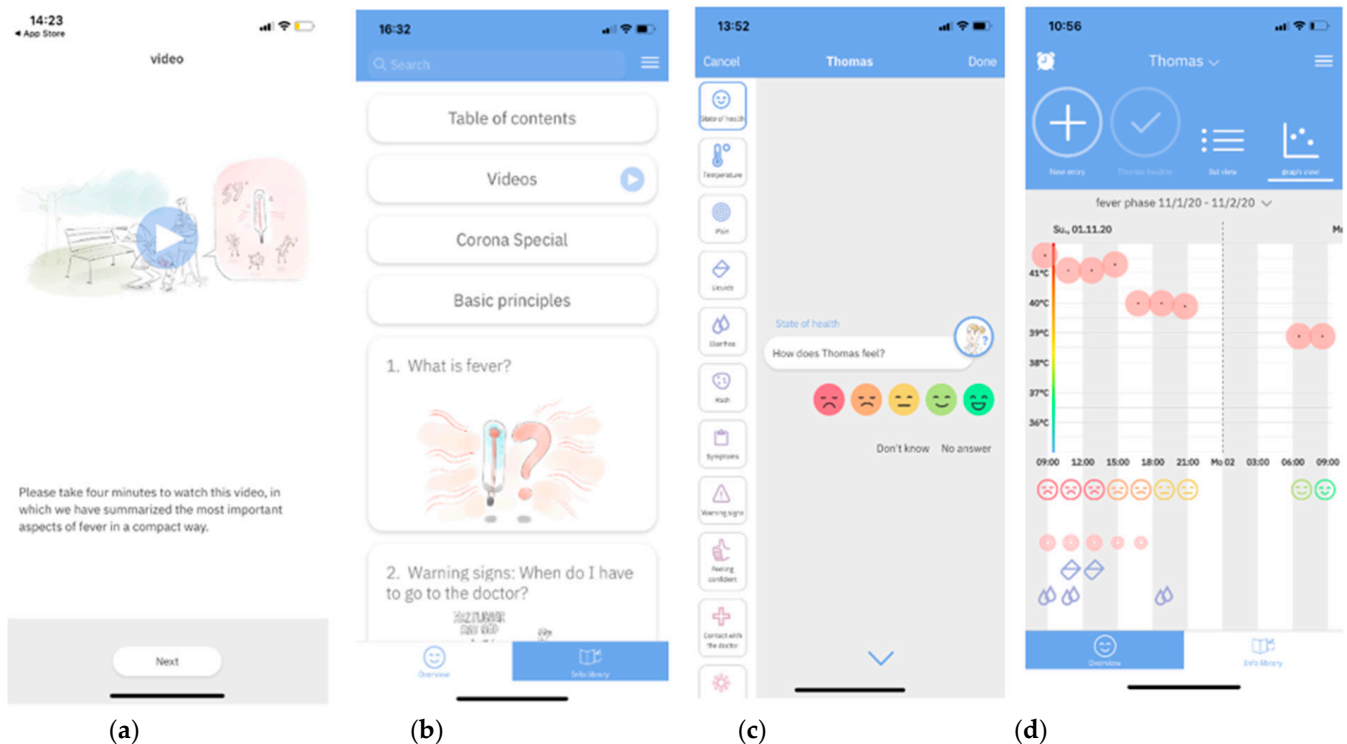 14:23
◀ App Store
video
Please take four minutes to watch this video, in
which we have summarized the most important
aspects of fever in a compact way.
Next
(a)
16:32
Search
Table of contents
Videos
Corona Special
Basic principles
1. What is fever?
2. Warning signs: When do I have
to go to the doctor?
Overview
Info library
(b)
13:52
Cancel
Thomas
Done
State of health
Temperature
Pain
Liquids
Diarrhea
Rash
Symptoms
Warning signs
Feeling
confident
Contact with
the doctor
State of health
How does Thomas feel?
Don't know
No answer
(c)
10:56
Thomas
New entry
Thomas healthy
list view
graph view
fever phase 11/1/20 - 11/2/20
Su., 01.11.20
41°C
40°C
39°C
38°C
37°C
36°C
09:00 12:00 15:00 18:00 21:00 Mo 02 03:00 06:00 09:00
Overview
Info library
(d)